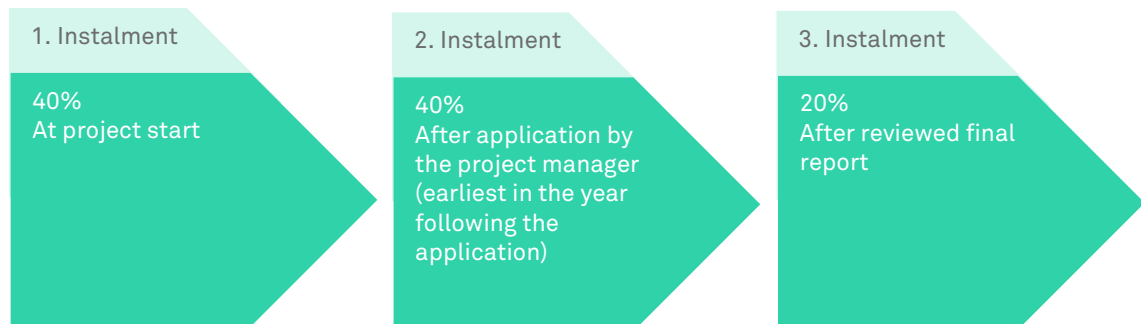 1. Instalment
40%
At project start
2. Instalment
40%
After application by
the project manager
(earliest in the year
following the
application)
3. Instalment
20%
After reviewed final
report